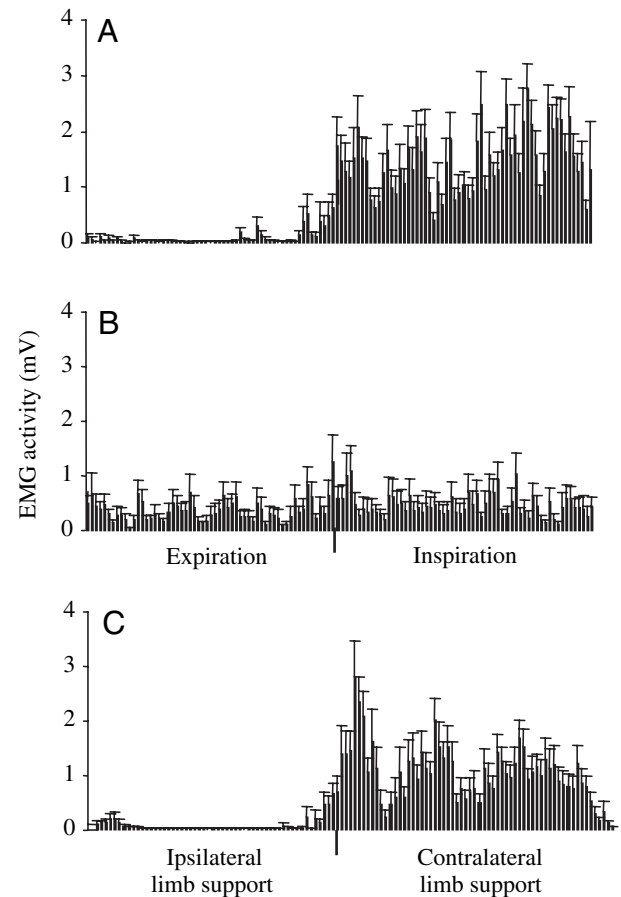 A
4
3
2
1
0
B
4
3
2
1
0
EMG activity (mV)
Expiration Inspiration
C
4
3
2
1
0
Ipsilateral Contralateral
limb support limb support